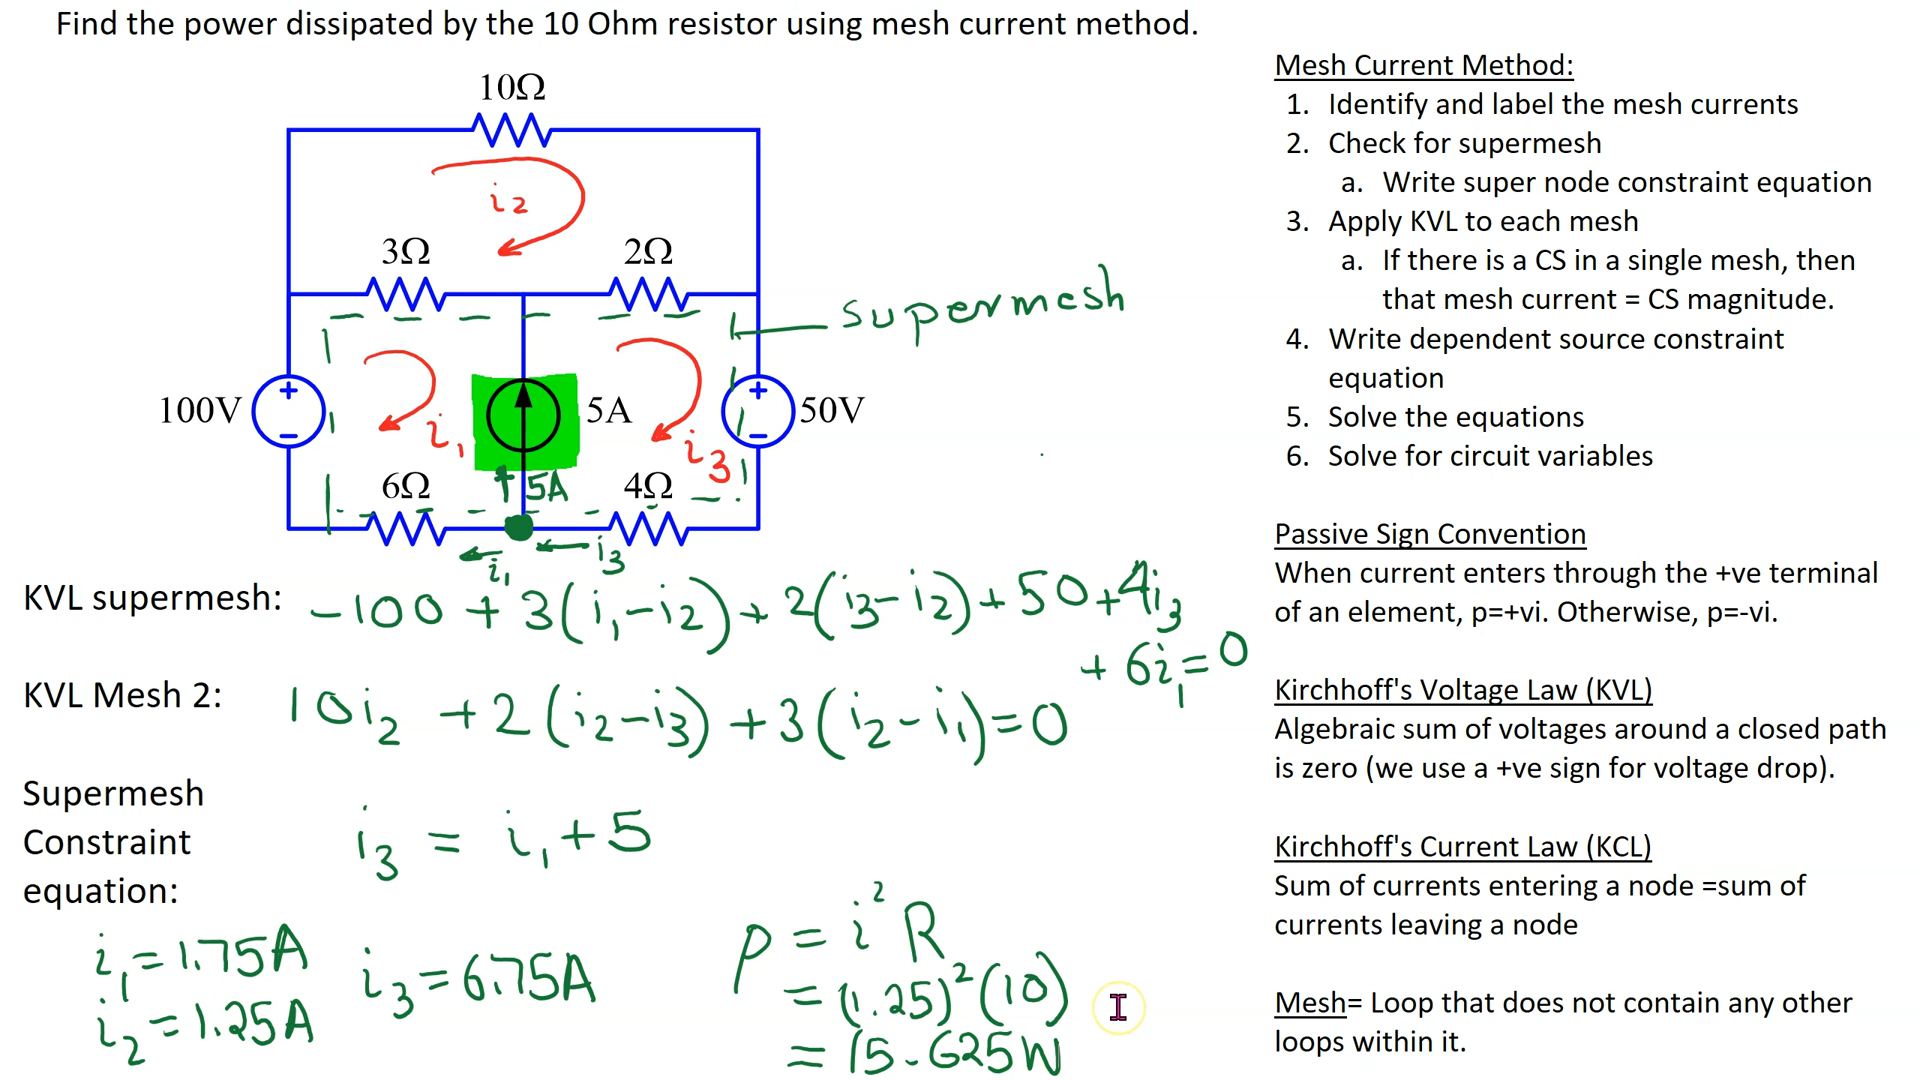 Find the power dissipated by the 10 Ohm resistor using mesh current method.
10Ω
i2
3Ω
2Ω
supermesh
100V
+
−
i1
5A
i3
+
−
50V
6Ω
5A
4Ω
i1
i3
KVL supermesh: −100 + 3(i1−i2) + 2(i3−i2) + 50 + 4i3
+ 6i1 = 0
KVL Mesh 2: 10i2 + 2(i2−i3) + 3(i2−i1) = 0
Supermesh
Constraint
equation:
i3 = i1 + 5
i1 = 1.75A
i2 = 1.25A
i3 = 6.75A
p = i²R
= (1.25)²(10)
= 15.625W
Mesh Current Method:
1. Identify and label the mesh currents
2. Check for supermesh
a. Write super node constraint equation
3. Apply KVL to each mesh
a. If there is a CS in a single mesh, then
that mesh current = CS magnitude.
4. Write dependent source constraint
equation
5. Solve the equations
6. Solve for circuit variables
Passive Sign Convention
When current enters through the +ve terminal
of an element, p=+vi. Otherwise, p=-vi.
Kirchhoff's Voltage Law (KVL)
Algebraic sum of voltages around a closed path
is zero (we use a +ve sign for voltage drop).
Kirchhoff's Current Law (KCL)
Sum of currents entering a node =sum of
currents leaving a node
Mesh= Loop that does not contain any other
loops within it.